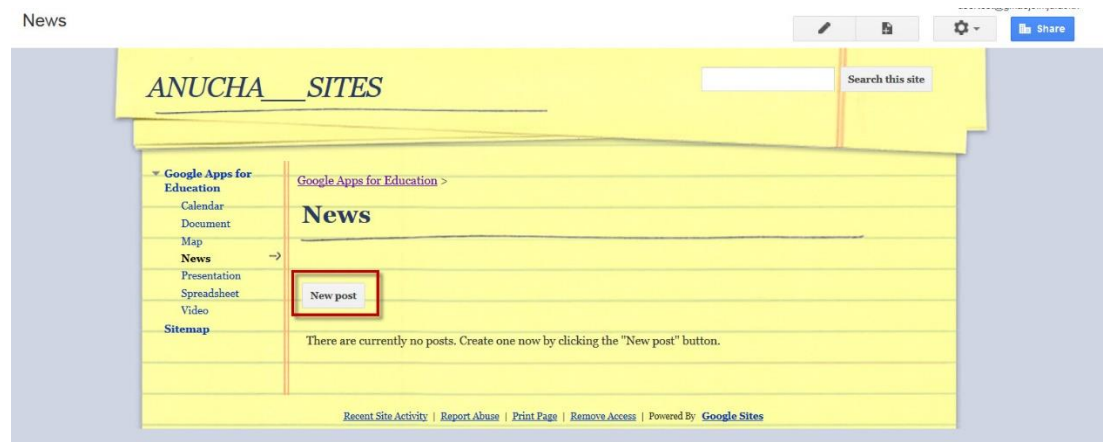 News
Share
ANUCHA___SITES
Search this site
Google Apps for
Education
Calendar
Document
Map
News
Presentation
Spreadsheet
Video
Sitemap
Google Apps for Education >
News
New post
There are currently no posts. Create one now by clicking the "New post" button.
Recent Site Activity | Report Abuse | Print Page | Remove Access | Powered By Google Sites